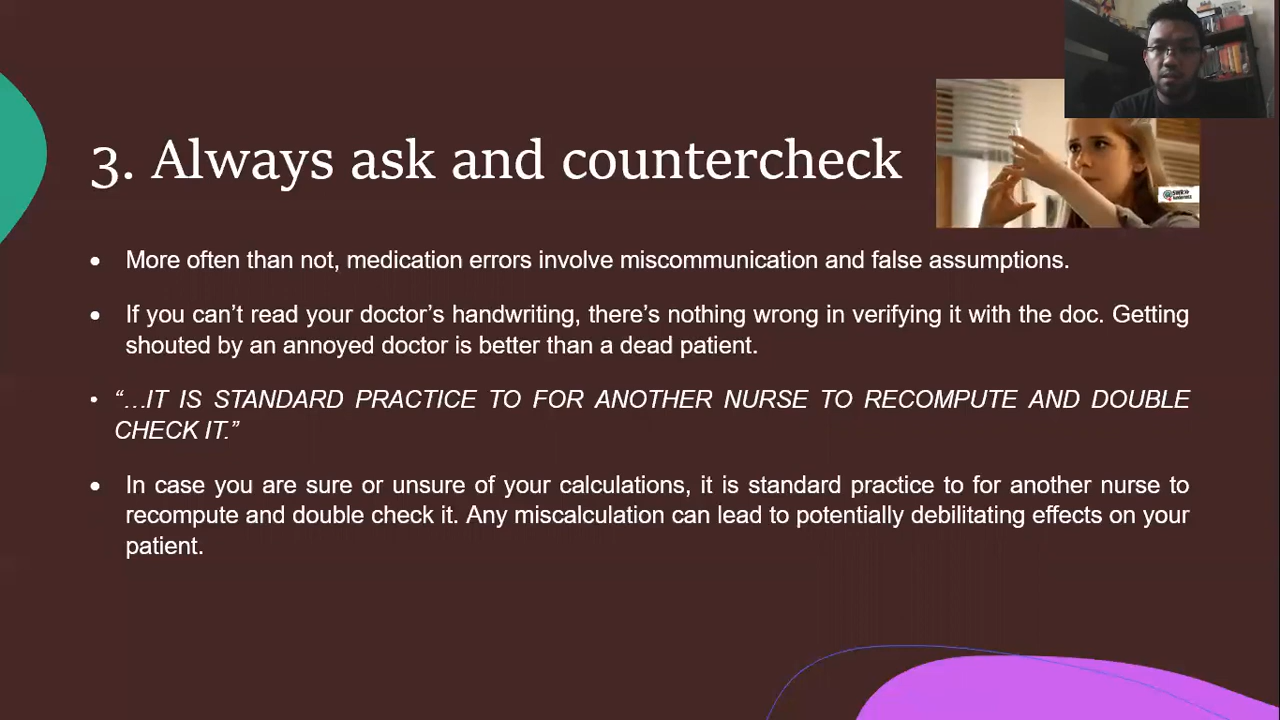 3. Always ask and countercheck
• More often than not, medication errors involve miscommunication and false assumptions.
• If you can’t read your doctor’s handwriting, there’s nothing wrong in verifying it with the doc. Getting
shouted by an annoyed doctor is better than a dead patient.
• “…IT IS STANDARD PRACTICE TO FOR ANOTHER NURSE TO RECOMPUTE AND DOUBLE
CHECK IT.”
• In case you are sure or unsure of your calculations, it is standard practice to for another nurse to
recompute and double check it. Any miscalculation can lead to potentially debilitating effects on your
patient.